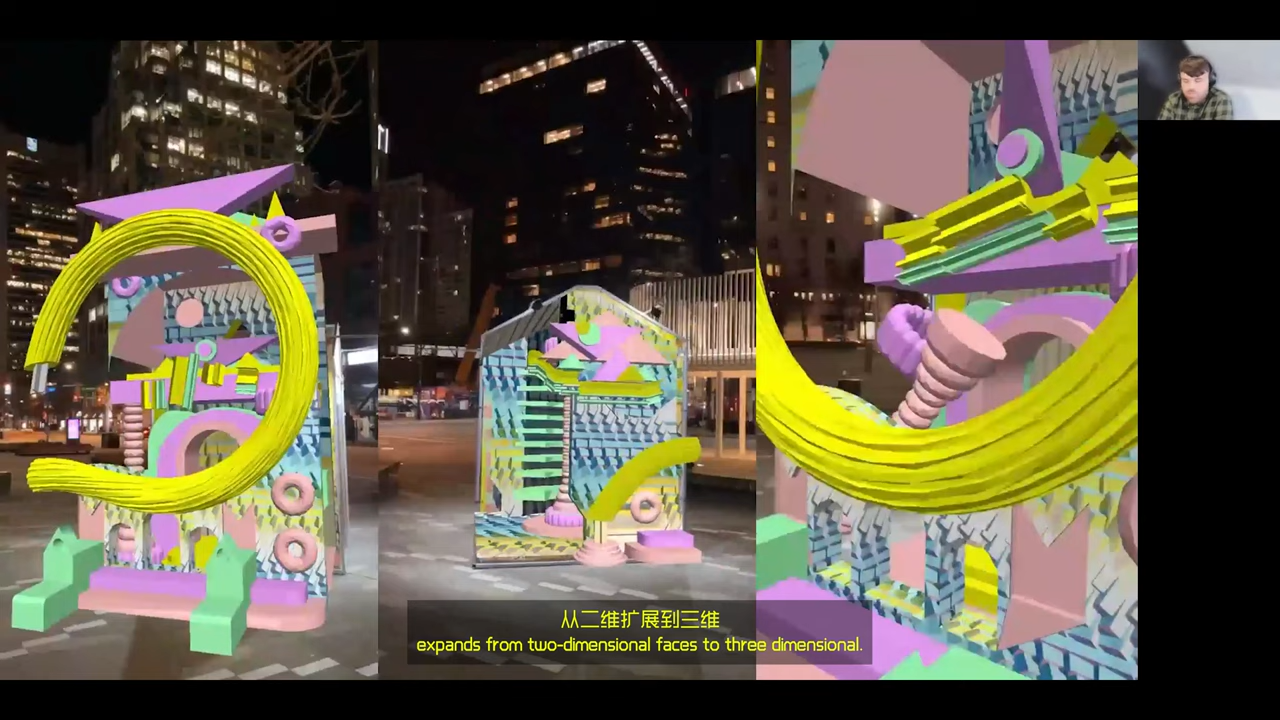 从二维扩展到三维
expands from two-dimensional faces to three dimensional.